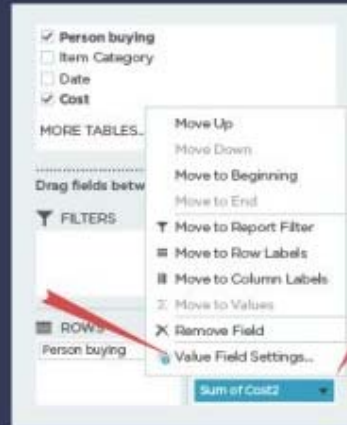 Person buying
Item Category
Date
Cost
MORE TABLES..
Drag fields betw
FILTERS
ROWS
Person buying
Move Up
Move Down
Move to Beginning
Move to End
Move to Report Filter
Move to Row Labels
Move to Column Labels
Σ Move to Values
Remove Field
Value Field Settings...
Sum of Cost2